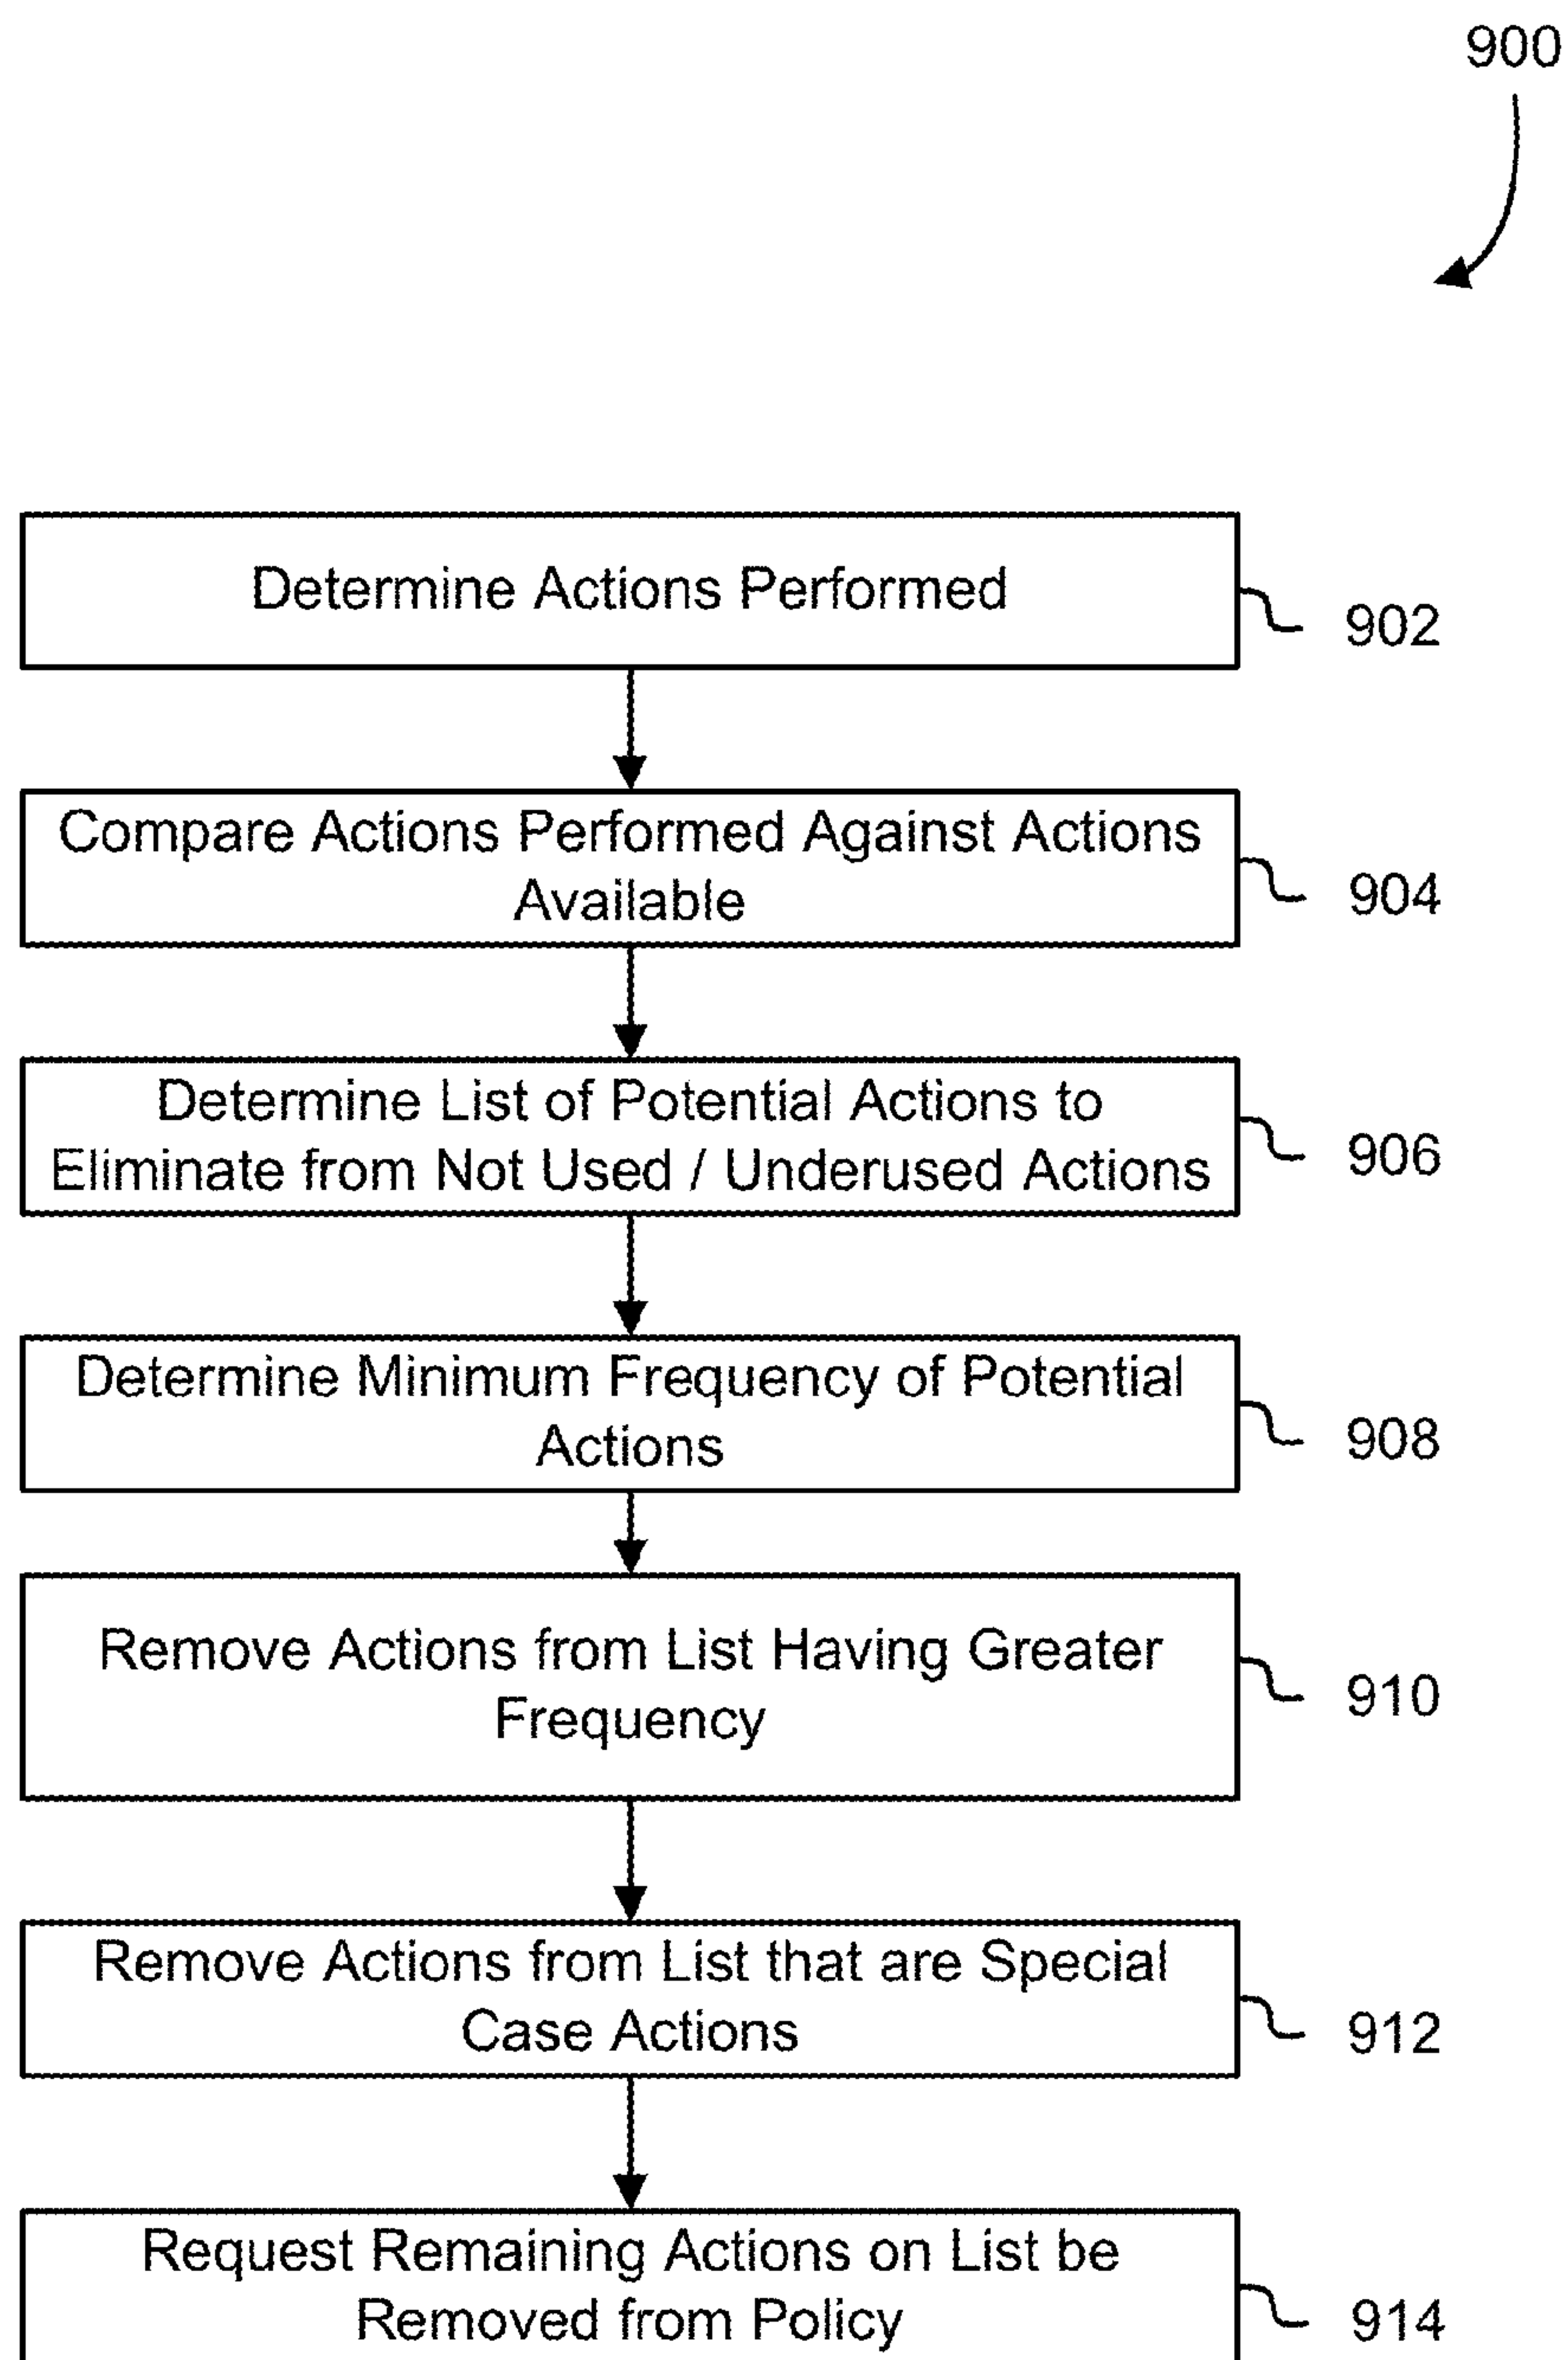 900
Determine Actions Performed
902
Compare Actions Performed Against Actions
Available
904
Determine List of Potential Actions to
Eliminate from Not Used / Underused Actions
906
Determine Minimum Frequency of Potential
Actions
908
Remove Actions from List Having Greater
Frequency
910
Remove Actions from List that are Special
Case Actions
912
Request Remaining Actions on List be
Removed from Policy
914